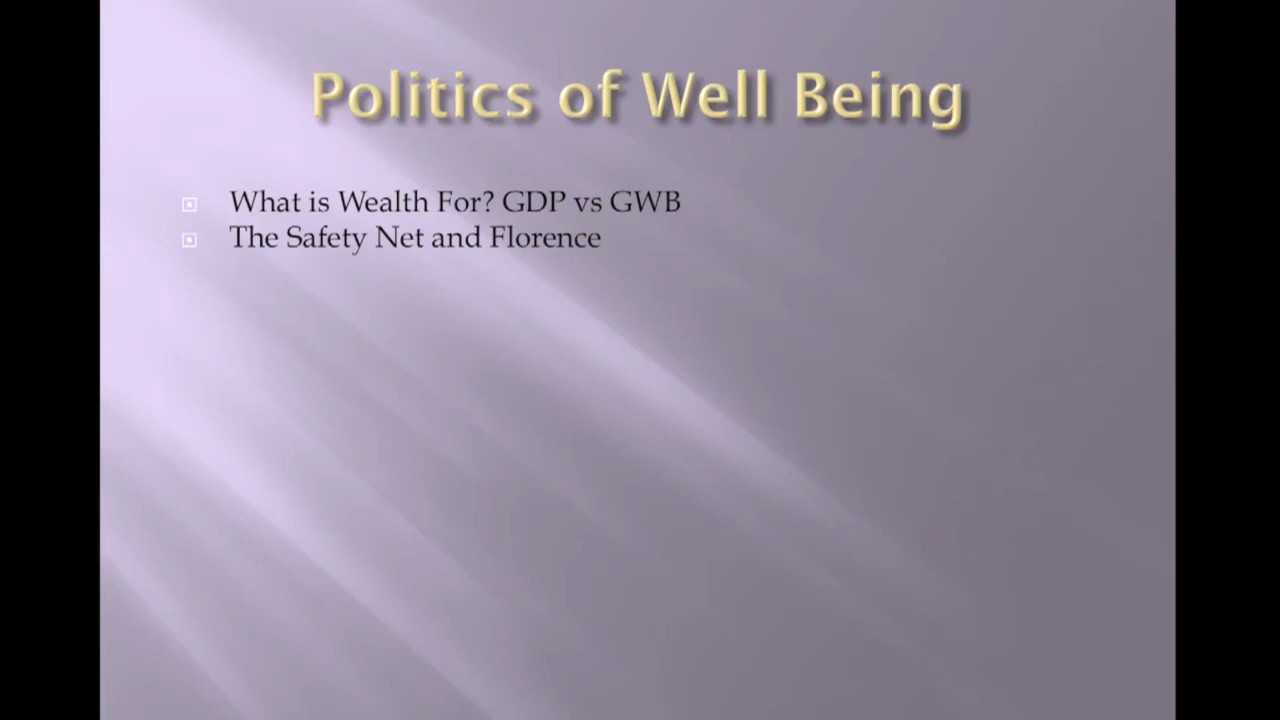 Politics of Well Being
What is Wealth For? GDP vs GWB
The Safety Net and Florence